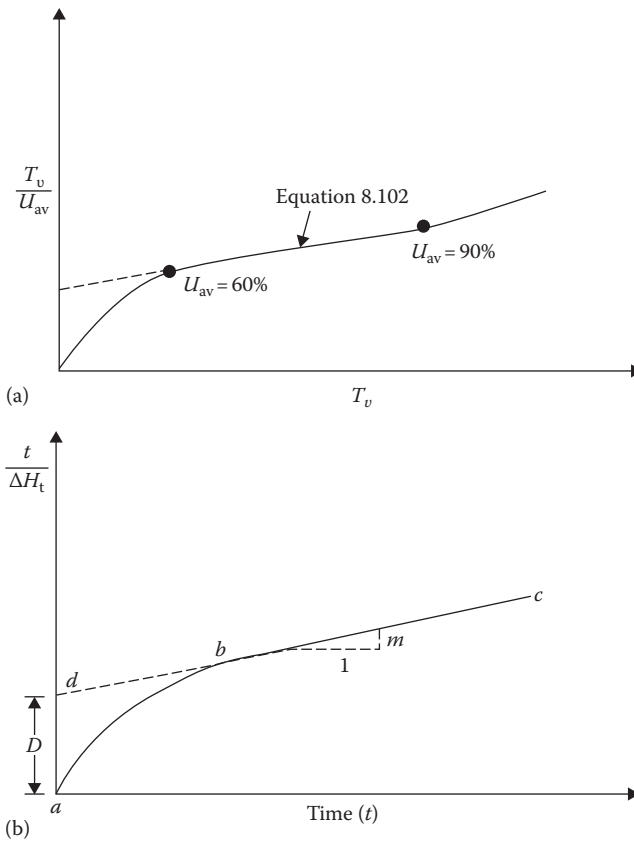 T_v
U_av
Equation 8.102
U_av = 90%
U_av = 60%
(a)
T_v
t
ΔH_t
c
b
m
1
d
D
a
Time (t)
(b)